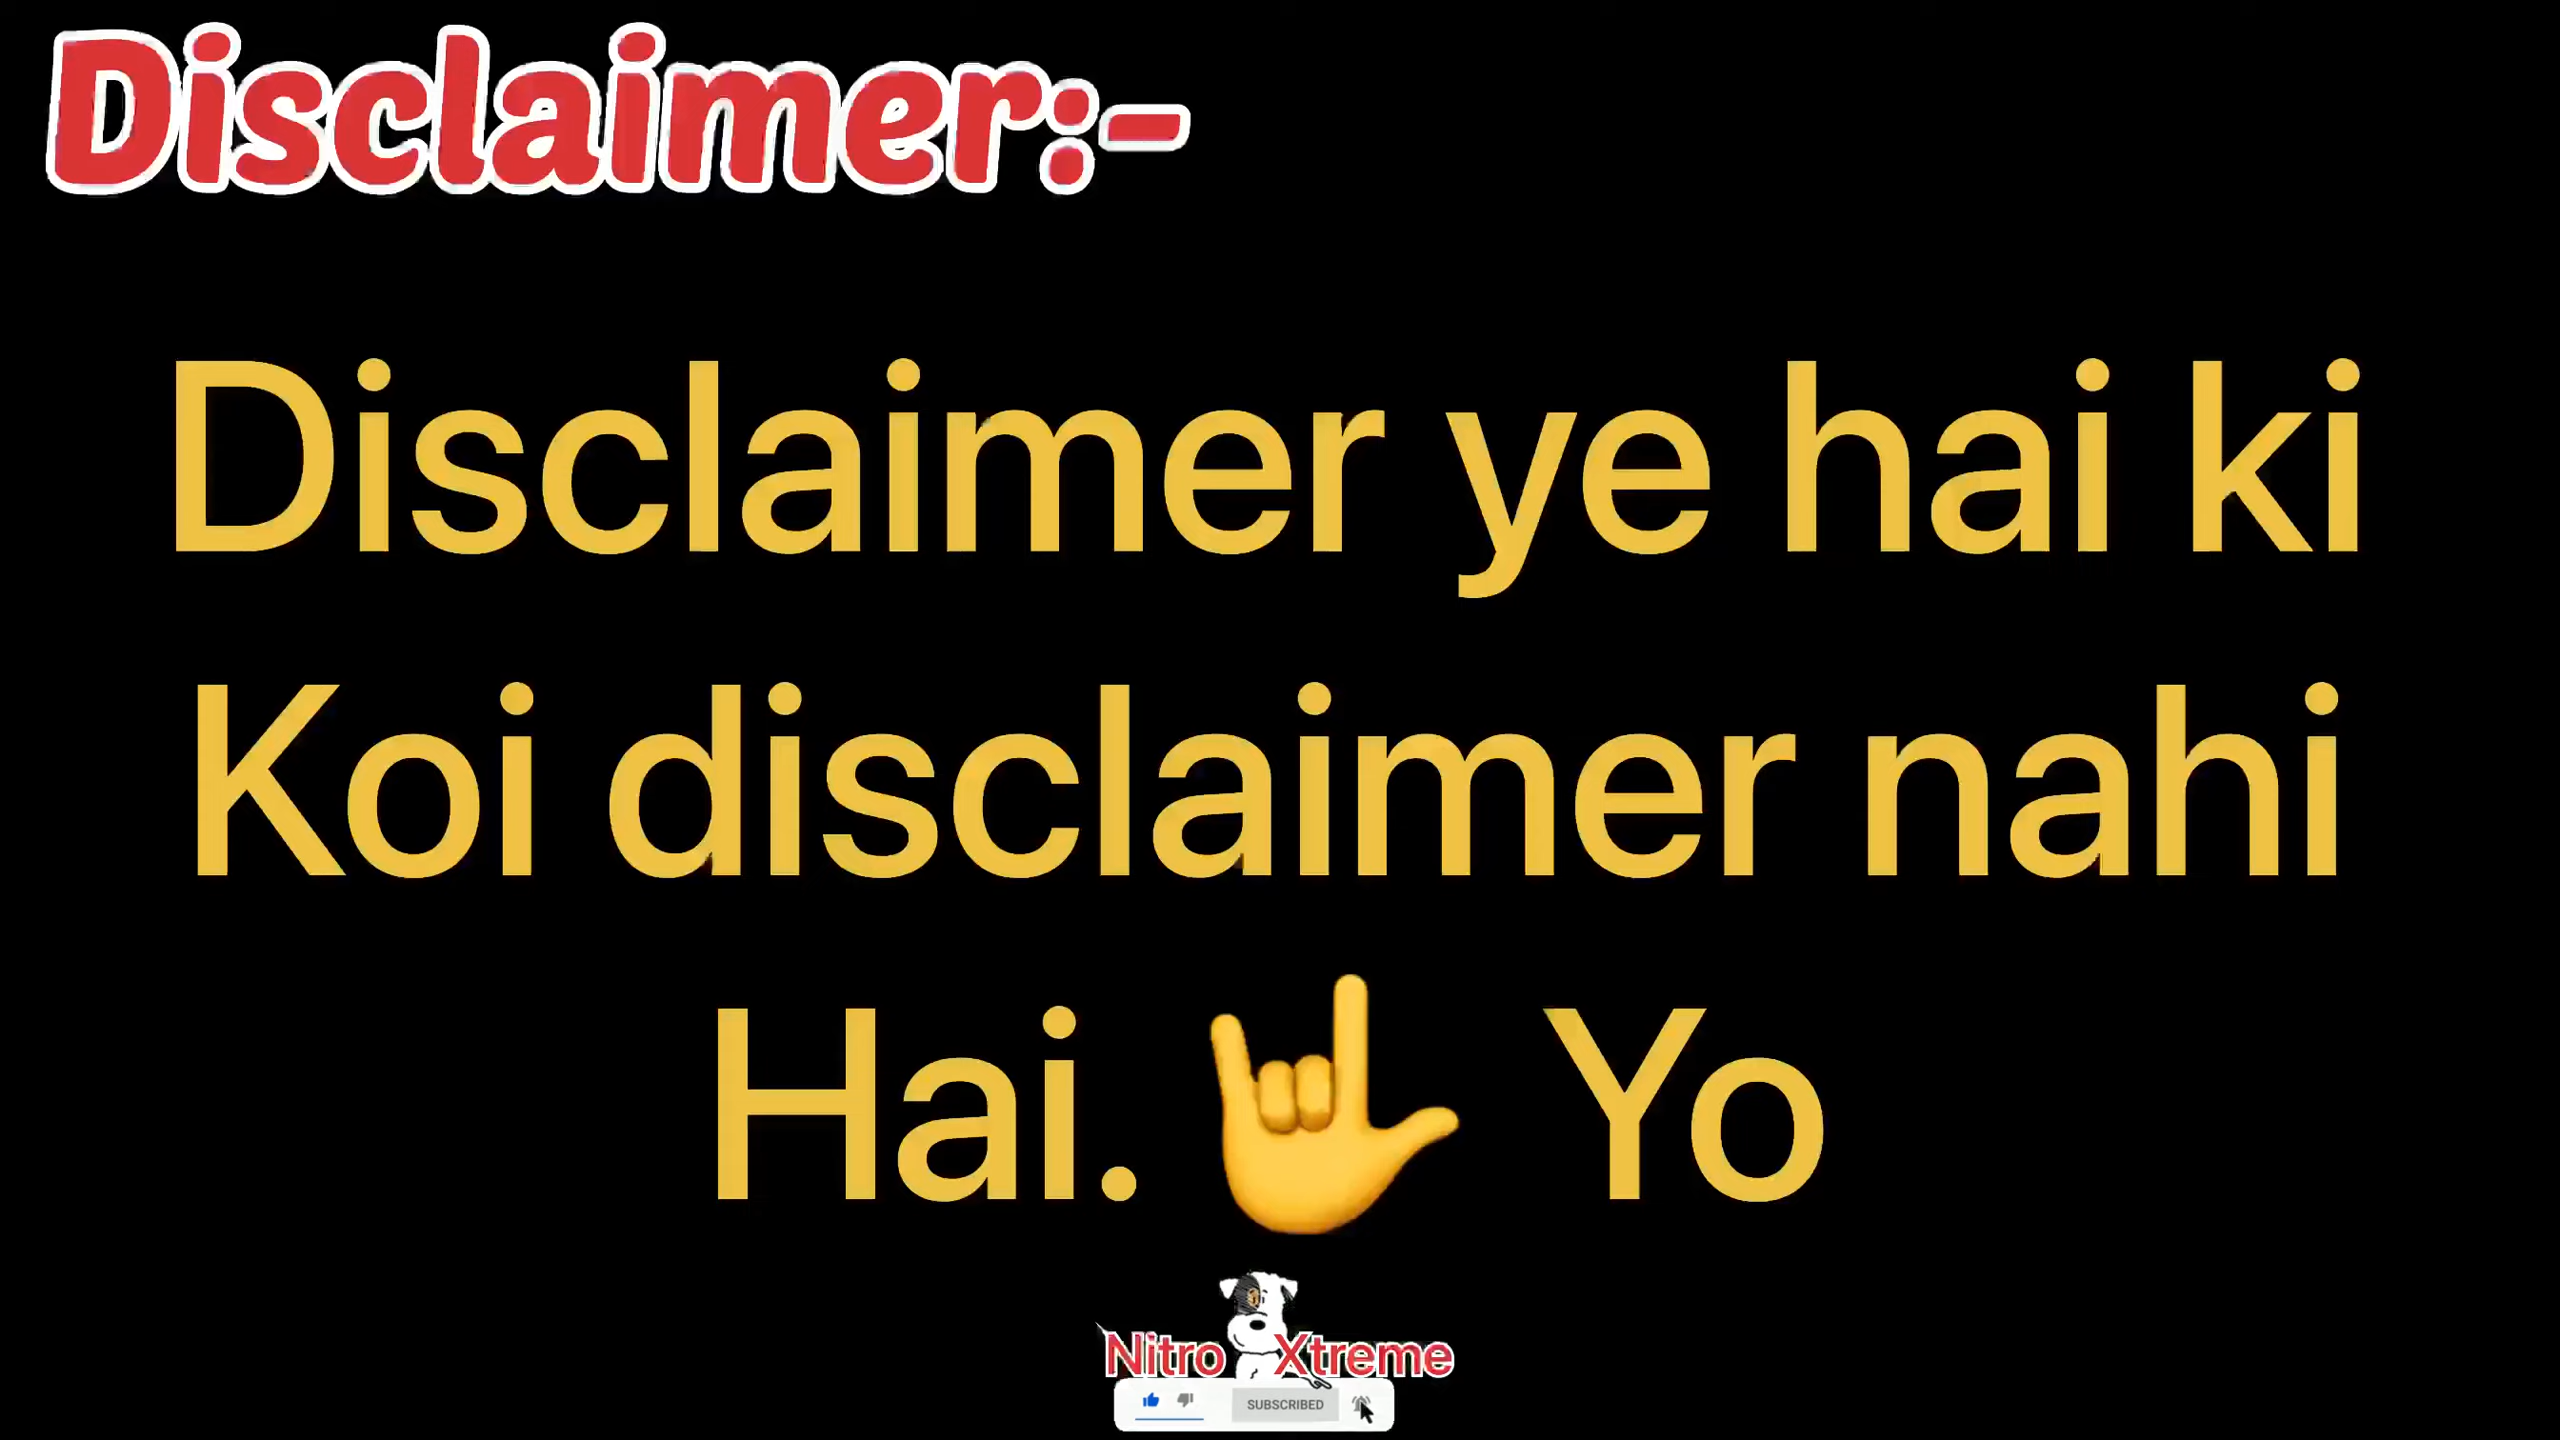 Disclaimer:-
Disclaimer ye hai ki
Koi disclaimer nahi
Hai. 🤟 Yo
Nitro Xtreme
SUBSCRIBED